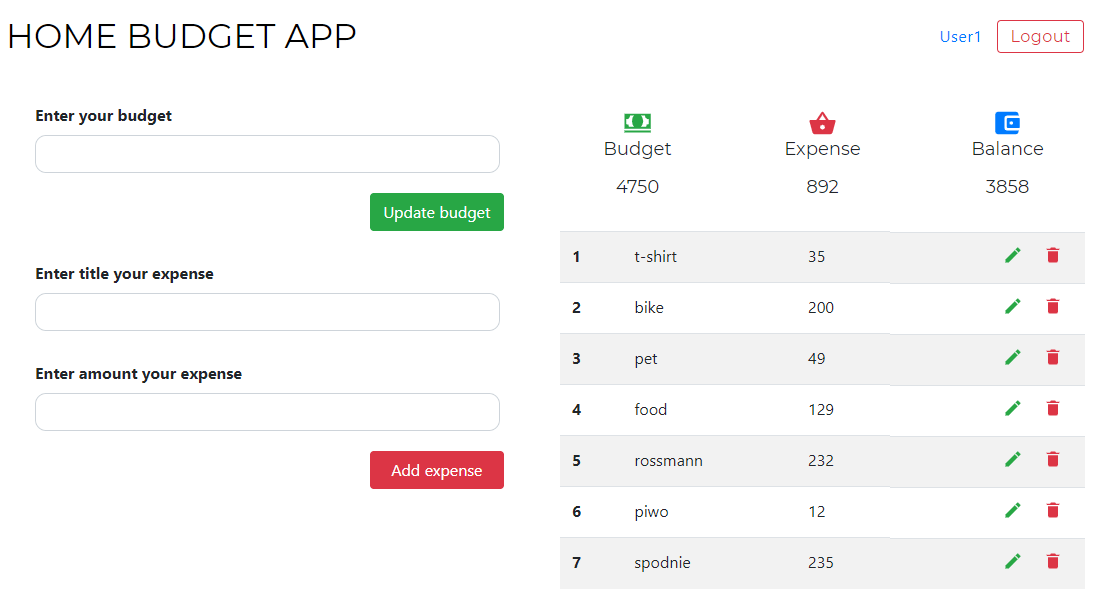 HOME BUDGET APP
User1 Logout
Enter your budget
Update budget
Enter title your expense
Enter amount your expense
Add expense
Budget Expense Balance
4750 892 3858
1 t-shirt 35
2 bike 200
3 pet 49
4 food 129
5 rossmann 232
6 piwo 12
7 spodnie 235